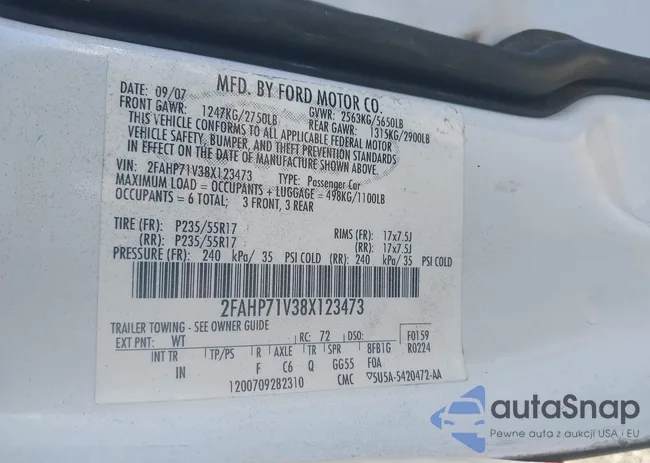 MFD. BY FORD MOTOR CO.
DATE: 09/07 GVWR: 2563KG/5650LB
FRONT GAWR: 1247KG/2750LB REAR GAWR: 1315KG/2900LB
THIS VEHICLE CONFORMS TO ALL APPLICABLE FEDERAL MOTOR
VEHICLE SAFETY, BUMPER, AND THEFT PREVENTION STANDARDS
IN EFFECT ON THE DATE OF MANUFACTURE SHOWN ABOVE.
VIN: 2FAHP71V38X123473 TYPE: Passenger Car
MAXIMUM LOAD = OCCUPANTS + LUGGAGE = 498KG/1100LB
OCCUPANTS = 6 TOTAL; 3 FRONT, 3 REAR
TIRE (FR): P235/55R17 RIMS (FR): 17x7.5J
(RR): P235/55R17 (RR): 17x7.5J
PRESSURE (FR): 240 kPa/ 35 PSI COLD (RR): 240 kPa/ 35 PSI COLD
2FAHP71V38X123473
TRAILER TOWING - SEE OWNER GUIDE
EXT PNT: WT RC: 72 DSO: F0159
INT TR TP/PS R AXLE TR SPR BFB1G R0224
IN F C6 Q GG55 FOA
1200709282310 CMC ▽5U5A-5420472-AA
autaSnap
Pewne auta z aukcji USA i EU